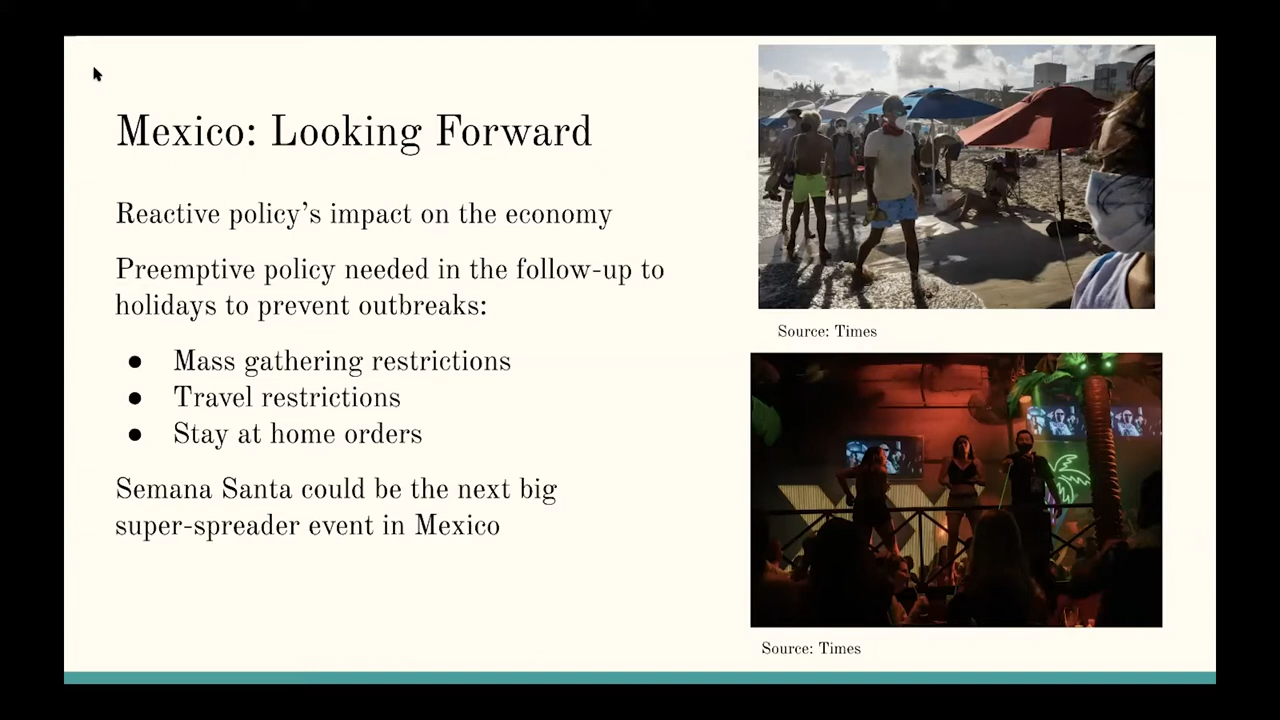 Mexico: Looking Forward
Reactive policy's impact on the economy
Preemptive policy needed in the follow-up to
holidays to prevent outbreaks:
● Mass gathering restrictions
● Travel restrictions
● Stay at home orders
Semana Santa could be the next big
super-spreader event in Mexico
Source: Times
Source: Times